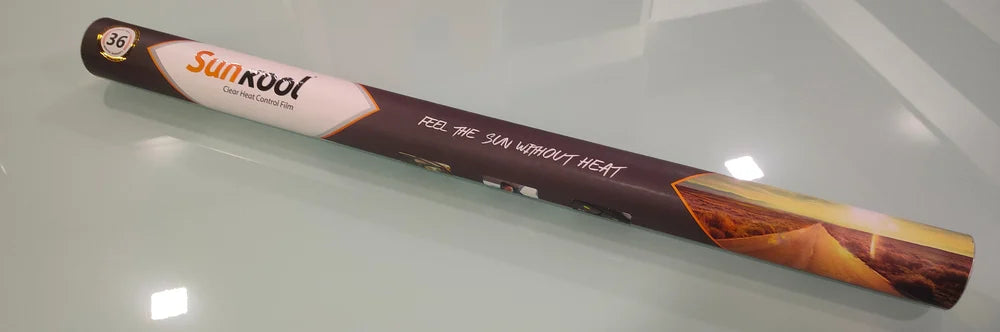 36
SunKool
Clear Heat Control Film
FEEL THE SUN WITHOUT HEAT